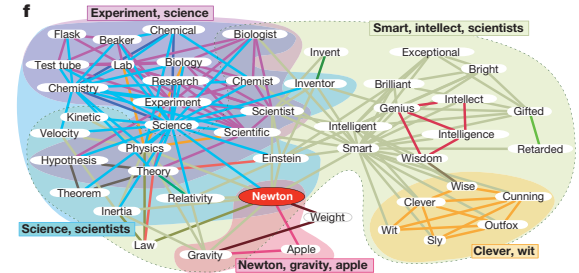 f
Experiment, science
Smart, intellect, scientists
Flask
Beaker
Chemical
Biologist
Invent
Exceptional
Test tube
Lab
Biology
Bright
Chemistry
Research
Chemist
Inventor
Brilliant
Experiment
Genius
Intellect
Kinetic
Scientist
Gifted
Velocity
Science
Scientific
Intelligent
Intelligence
Physics
Smart
Retarded
Hypothesis
Theory
Einstein
Wisdom
Theorem
Relativity
Newton
Wise
Cunning
Inertia
Weight
Clever
Science, scientists
Law
Wit
Sly
Outfox
Gravity
Apple
Clever, wit
Newton, gravity, apple